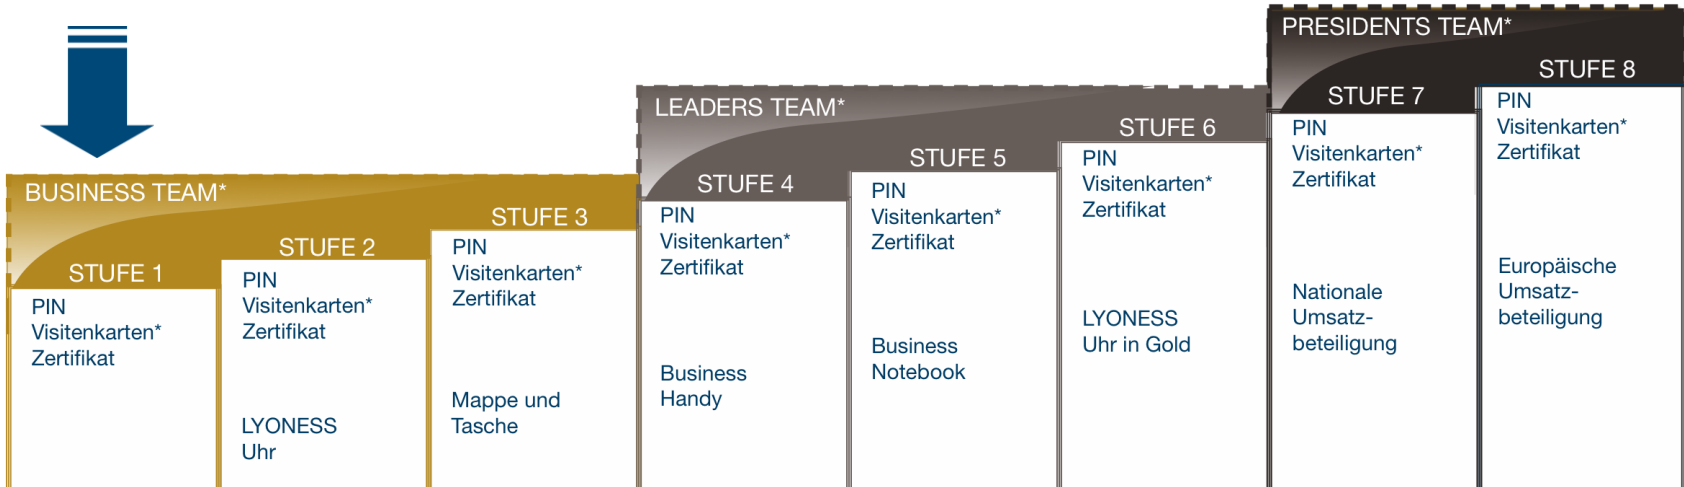 BUSINESS TEAM*
STUFE 1
PIN
Visitenkarten*
Zertifikat
STUFE 2
PIN
Visitenkarten*
Zertifikat
LYONESS
Uhr
STUFE 3
PIN
Visitenkarten*
Zertifikat
Mappe und
Tasche
LEADERS TEAM*
STUFE 4
PIN
Visitenkarten*
Zertifikat
Business
Handy
STUFE 5
PIN
Visitenkarten*
Zertifikat
Business
Notebook
STUFE 6
PIN
Visitenkarten*
Zertifikat
LYONESS
Uhr in Gold
PRESIDENTS TEAM*
STUFE 7
PIN
Visitenkarten*
Zertifikat
Nationale
Umsatz-
beteiligung
STUFE 8
PIN
Visitenkarten*
Zertifikat
Europäische
Umsatz-
beteiligung